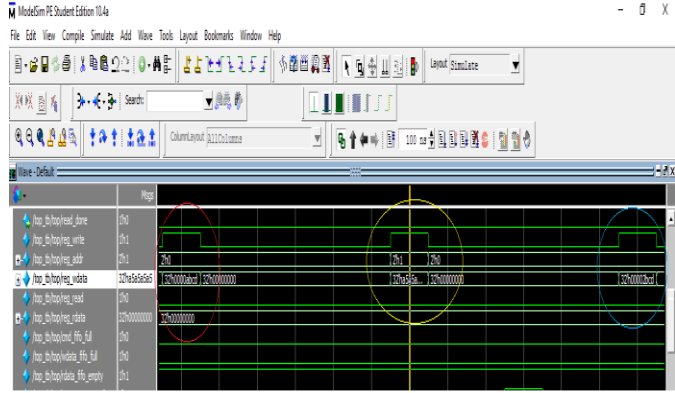 ModelSim PE Student Edition 10.4a
File Edit View Compile Simulate Add Wave Tools Layout Bookmarks Window Help
Layout Simulate
Search:
ColumnLayout AllColumns
100 ns
Wave - Default
Msgs
/top_tb/top/read_done 1'h0
/top_tb/top/reg_write 1'h1
/top_tb/top/reg_addr 2'h1 2'h0 2'h1 2'h0
/top_tb/top/reg_wdata 32'ha5a5a5a5 32'h0000abcd 32'h00000000 32'ha5a5a... 32'h00000000 32'h00002bcd
/top_tb/top/reg_read 1'h0
/top_tb/top/reg_rdata 32'h00000000 32'h00000000
/top_tb/top/cmd_fifo_full 1'h0
/top_tb/top/wdata_fifo_full 1'h0
/top_tb/top/rdata_fifo_empty 1'h1